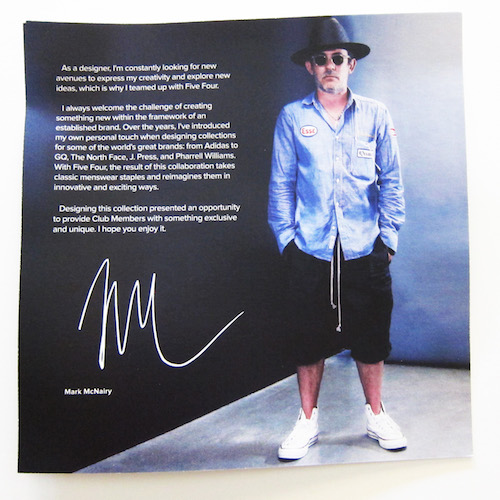 As a designer, I'm constantly looking for new
avenues to express my creativity and explore new
ideas, which is why I teamed up with Five Four.
I always welcome the challenge of creating
something new within the framework of an
established brand. Over the years, I've introduced
my own personal touch when designing collections
for some of the world's great brands: from Adidas to
GQ, The North Face, J. Press, and Pharrell Williams.
With Five Four, the result of this collaboration takes
classic menswear staples and reimagines them in
innovative and exciting ways.
Designing this collection presented an opportunity
to provide Club Members with something exclusive
and unique. I hope you enjoy it.
Mark McNairy